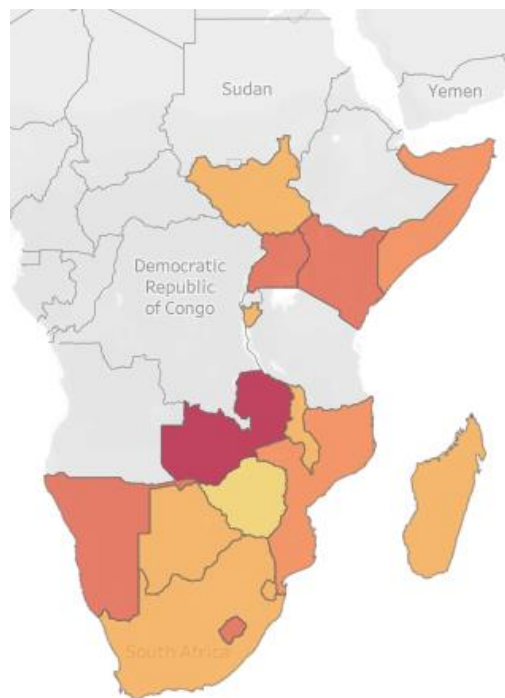 Sudan
Yemen
Democratic
Republic
of Congo
South Africa